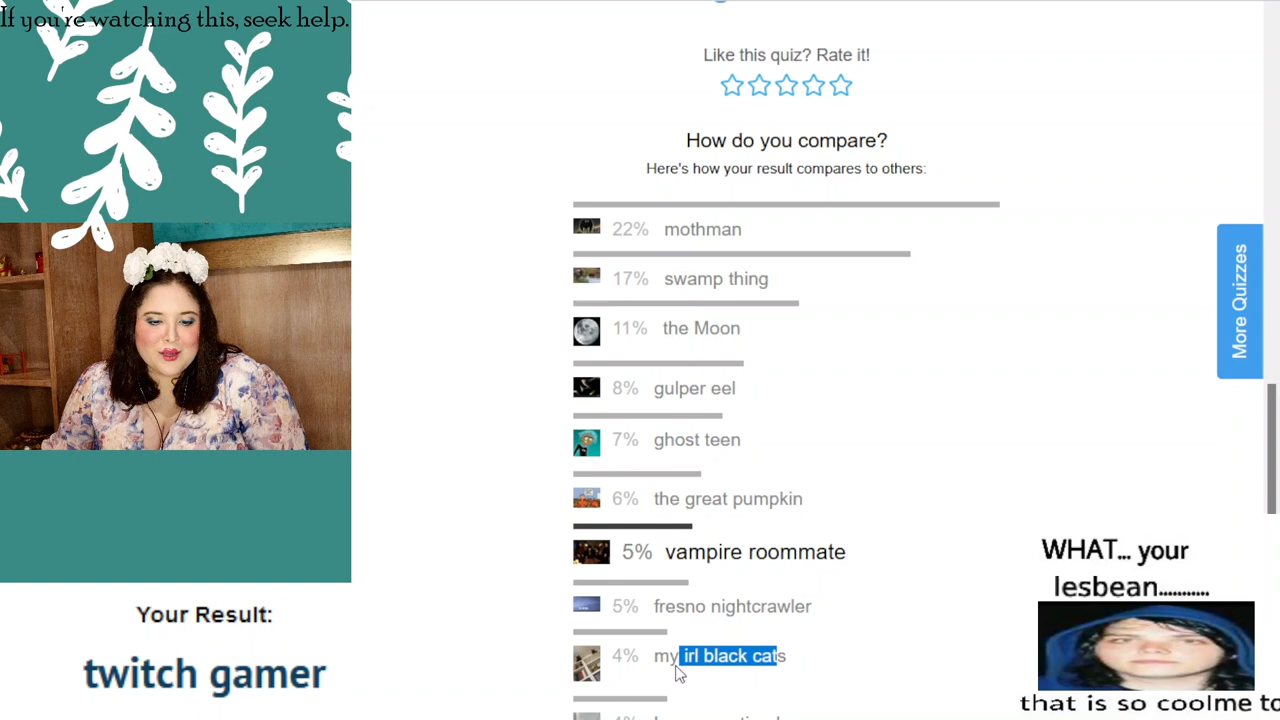 If you're watching this, seek help.
Like this quiz? Rate it!
How do you compare?
Here's how your result compares to others:
22% mothman
17% swamp thing
11% the Moon
8% gulper eel
7% ghost teen
6% the great pumpkin
5% vampire roommate
5% fresno nightcrawler
4% my irl black cats
4%
More Quizzes
Your Result:
twitch gamer
WHAT... your
lesbean...........
that is so coolme to